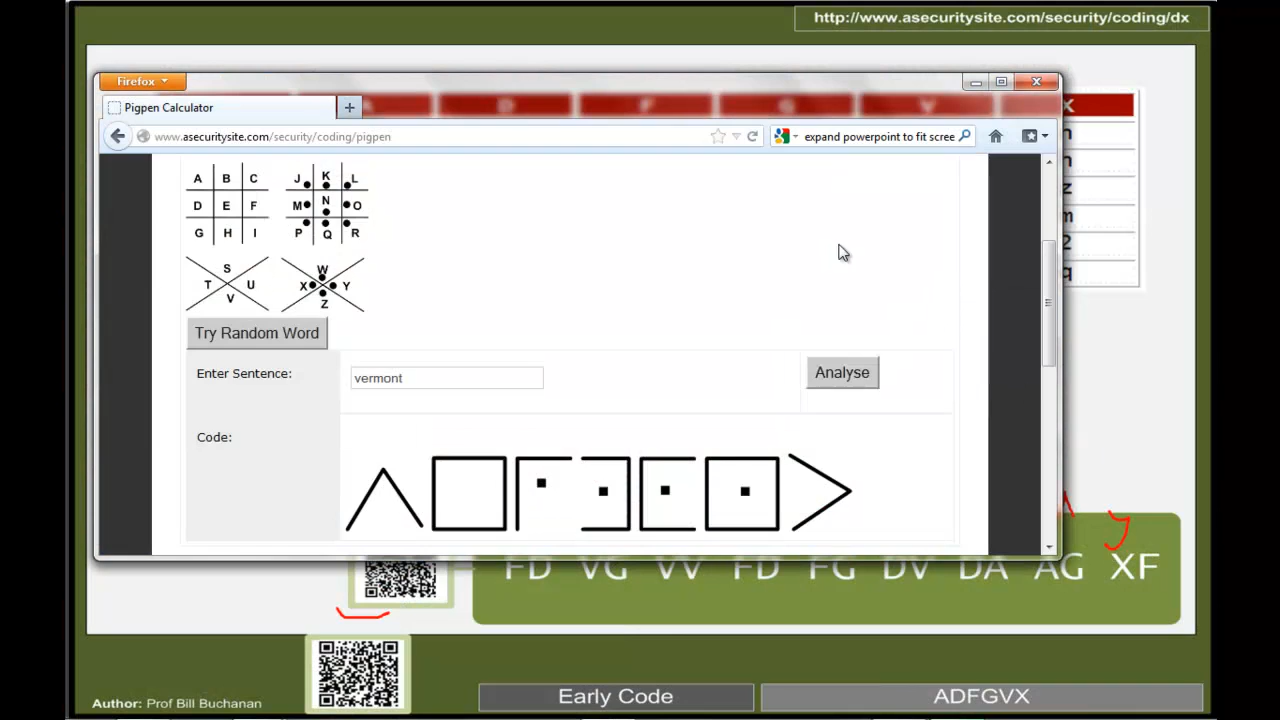 http://www.asecuritysite.com/security/coding/dx
Firefox
Pigpen Calculator
www.asecuritysite.com/security/coding/pigpen
expand powerpoint to fit scree
A D F G V X
h
h
z
m
2
q
A B C J K L
D E F M N O
G H I P Q R
S W
T U X Y
V Z
Try Random Word
Enter Sentence: vermont Analyse
Code:
FD VG VV FD FG DV DA AG XF
Author: Prof Bill Buchanan
Early Code
ADFGVX